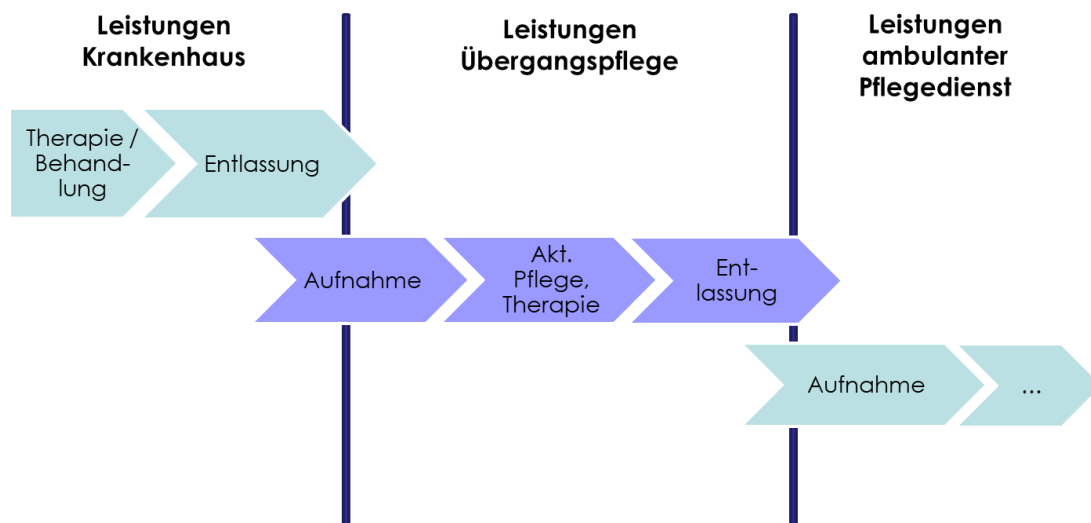 Leistungen
Krankenhaus
Leistungen
Übergangspflege
Leistungen
ambulanter
Pflegedienst
Therapie /
Behand-
lung
Entlassung
Aufnahme
Akt.
Pflege,
Therapie
Ent-
lassung
Aufnahme
...